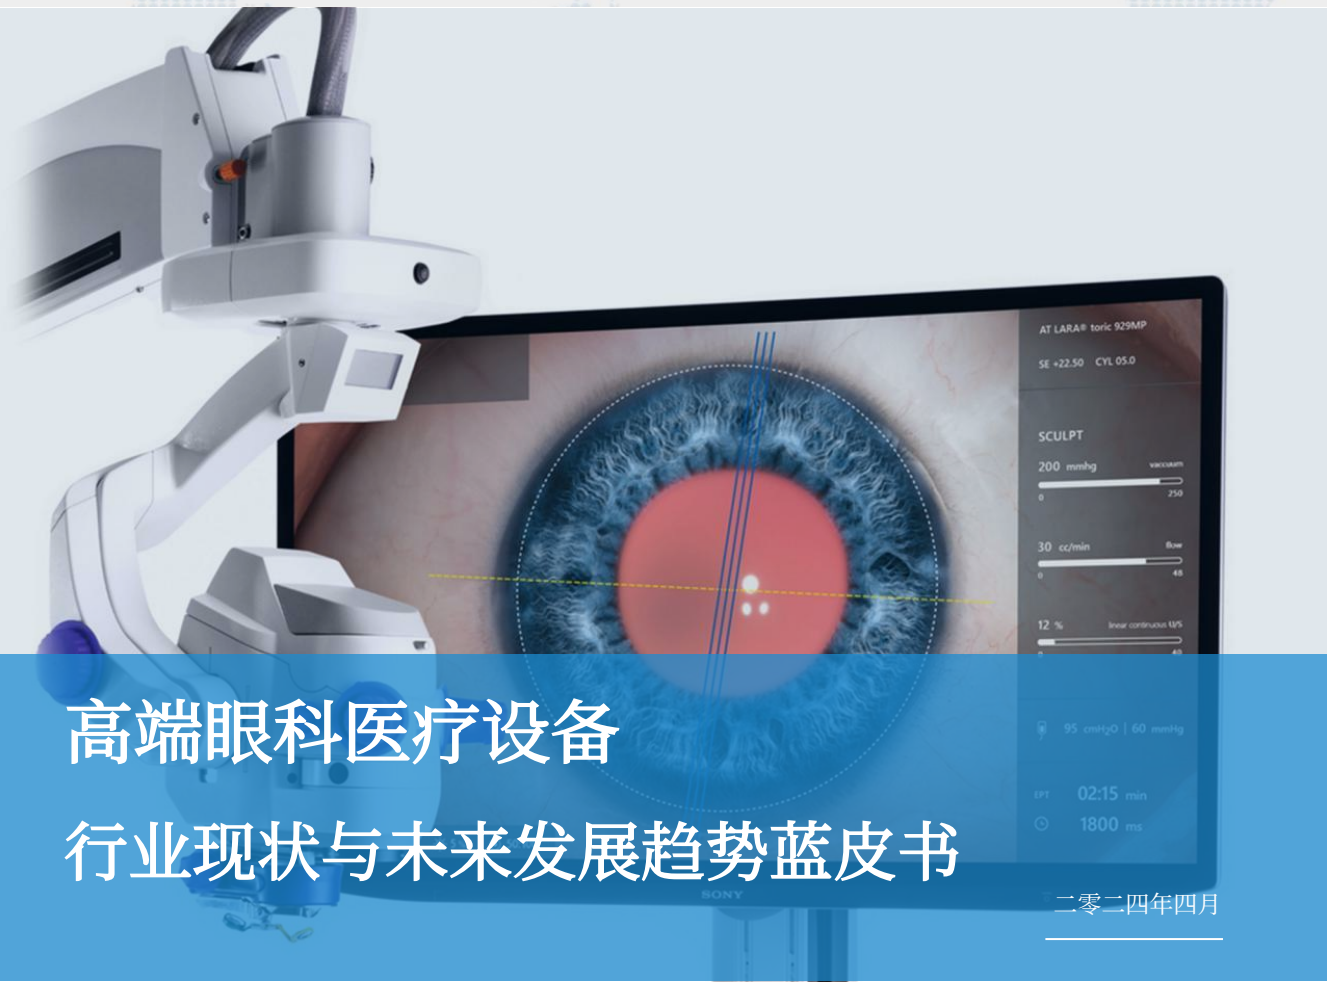 AT LARA® toric 929MP
SE +22.50 CYL 05.0
SCULPT
200 mmhg vaccuum
0 250
30 cc/min flow
0 48
12 % linear continuous U/S
0 40
高端眼科医疗设备
95 cmH₂O | 60 mmHg
EPT 02:15 min
1800 ms
行业现状与未来发展趋势蓝皮书
SONY
二零二四年四月